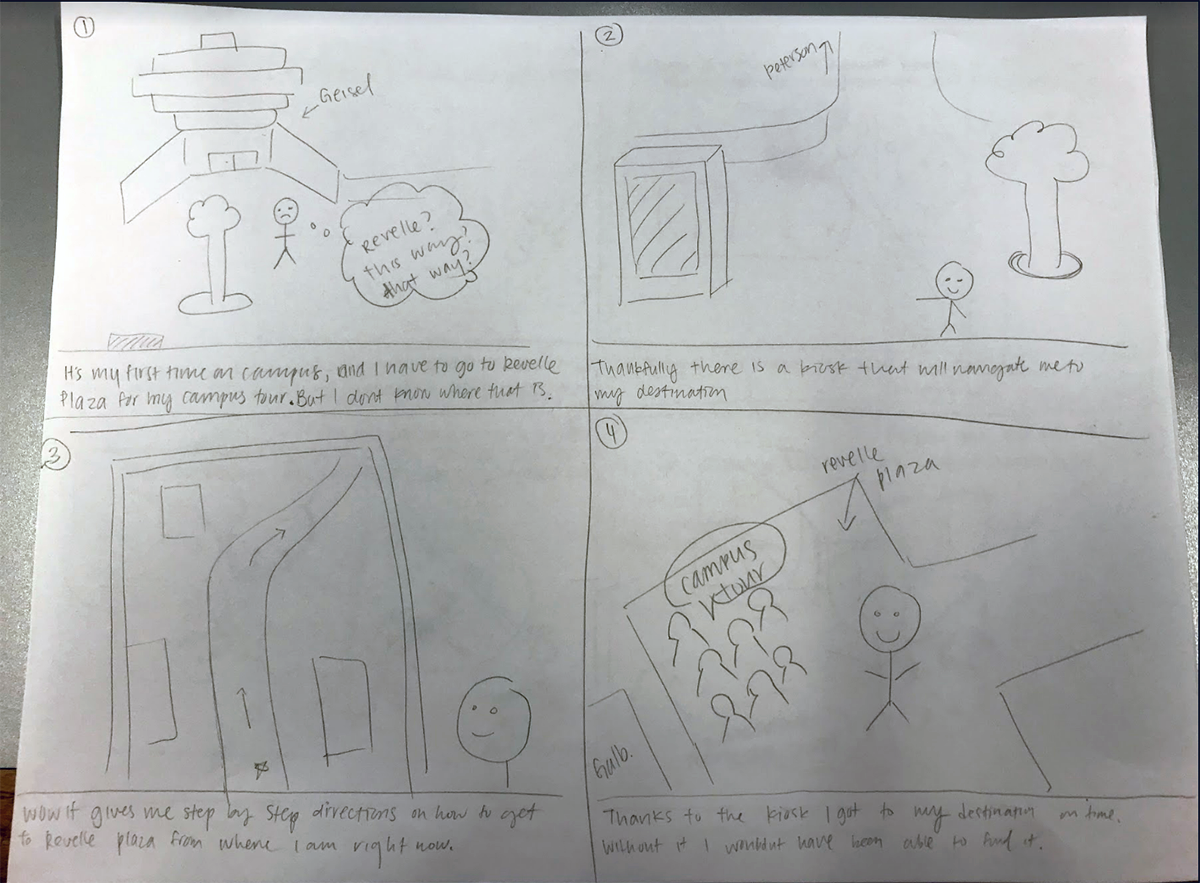 1
Geisel
Revelle?
this way?
that way?
It's my first time on campus, and I have to go to Revelle
Plaza for my campus tour. But I dont know where that is.
2
Peterson
Thankfully there is a kiosk that will navigate me to
my destination
3
wow it gives me step by step directions on how to get
to Revelle plaza from where I am right now.
4
revelle
plaza
campus
tour
Galb.
Thanks to the kiosk I got to my destination on time.
Without it I wouldnt have been able to find it.